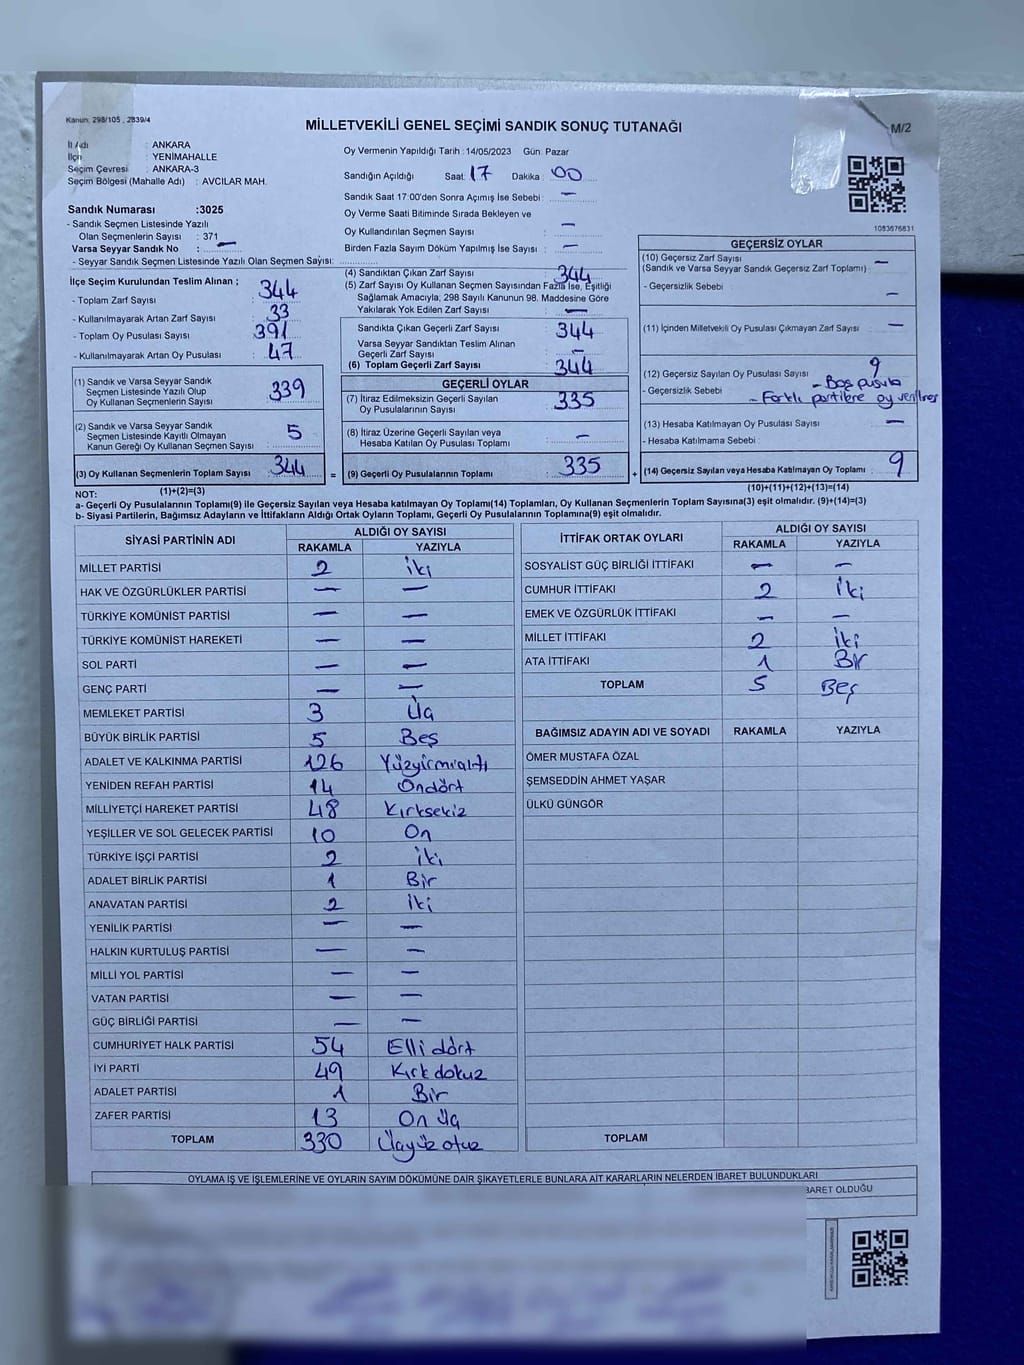 Kanun: 298/105 , 2839/4
MİLLETVEKİLİ GENEL SEÇİMİ SANDIK SONUÇ TUTANAĞI
M/2
İl Adı : ANKARA
İlçe : YENİMAHALLE
Seçim Çevresi : ANKARA-3
Seçim Bölgesi (Mahalle Adı) : AVCILAR MAH.
Oy Vermenin Yapıldığı Tarih : 14/05/2023 Gün: Pazar
Sandığın Açıldığı Saat: 17 Dakika : 00
Sandık Saat 17:00'den Sonra Açımış İse Sebebi : —
Oy Verme Saati Bitiminde Sırada Bekleyen ve
Oy Kullandırılan Seçmen Sayısı : —
Birden Fazla Sayım Döküm Yapılmış İse Sayısı : —
Sandık Numarası :3025
- Sandık Seçmen Listesinde Yazılı
Olan Seçmenlerin Sayısı : 371
Varsa Seyyar Sandık No : —
- Seyyar Sandık Seçmen Listesinde Yazılı Olan Seçmen Sayısı:
1083676831
İlçe Seçim Kurulundan Teslim Alınan ;
- Toplam Zarf Sayısı : 344
- Kullanılmayarak Artan Zarf Sayısı : 33
- Toplam Oy Pusulası Sayısı : 391
- Kullanılmayarak Artan Oy Pusulası : 47
(1) Sandık ve Varsa Seyyar Sandık
Seçmen Listesinde Yazılı Olup
Oy Kullanan Seçmenlerin Sayısı : 339
(2) Sandık ve Varsa Seyyar Sandık
Seçmen Listesinde Kayıtlı Olmayan
Kanun Gereği Oy Kullanan Seçmen Sayısı : 5
(3) Oy Kullanan Seçmenlerin Toplam Sayısı : 344 =
(4) Sandıktan Çıkan Zarf Sayısı : 344
(5) Zarf Sayısı Oy Kullanan Seçmen Sayısından Fazla İse, Eşitliği
Sağlamak Amacıyla, 298 Sayılı Kanunun 98. Maddesine Göre
Yakılarak Yok Edilen Zarf Sayısı : —
Sandıkta Çıkan Geçerli Zarf Sayısı : 344
Varsa Seyyar Sandıktan Teslim Alınan
Geçerli Zarf Sayısı : —
(6) Toplam Geçerli Zarf Sayısı : 344
GEÇERLİ OYLAR
(7) İtiraz Edilmeksizin Geçerli Sayılan
Oy Pusulalarının Sayısı : 335
(8) İtiraz Üzerine Geçerli Sayılan veya
Hesaba Katılan Oy Pusulası Toplamı : —
(9) Geçerli Oy Pusulalarının Toplamı : 335 +
GEÇERSİZ OYLAR
(10) Geçersiz Zarf Sayısı : —
(Sandık ve Varsa Seyyar Sandık Geçersiz Zarf Toplamı)
- Geçersizlik Sebebi : —
(11) İçinden Milletvekili Oy Pusulası Çıkmayan Zarf Sayısı : —
(12) Geçersiz Sayılan Oy Pusulası Sayısı : 9
- Geçersizlik Sebebi : - Boş pusula
- Farklı partilere oy verilmes
(13) Hesaba Katılmayan Oy Pusulası Sayısı : —
- Hesaba Katılmama Sebebi :
(14) Geçersiz Sayılan veya Hesaba Katılmayan Oy Toplamı : 9
NOT: (1)+(2)=(3)
(10)+(11)+(12)+(13)=(14)
a- Geçerli Oy Pusulalarının Toplamı(9) ile Geçersiz Sayılan veya Hesaba katılmayan Oy Toplamı(14) Toplamları, Oy Kullanan Seçmenlerin Toplam Sayısına(3) eşit olmalıdır. (9)+(14)=(3)
b- Siyasi Partilerin, Bağımsız Adayların ve İttifakların Aldığı Ortak Oyların Toplamı, Geçerli Oy Pusulalarının Toplamına(9) eşit olmalıdır.
SİYASİ PARTİNİN ADI ALDIĞI OY SAYISI
RAKAMLA YAZIYLA
MİLLET PARTİSİ 2 iki
HAK VE ÖZGÜRLÜKLER PARTİSİ — —
TÜRKİYE KOMÜNİST PARTİSİ — —
TÜRKİYE KOMÜNİST HAREKETİ — —
SOL PARTİ — —
GENÇ PARTİ — —
MEMLEKET PARTİSİ 3 Üç
BÜYÜK BİRLİK PARTİSİ 5 Beş
ADALET VE KALKINMA PARTİSİ 126 Yüzyirmialtı
YENİDEN REFAH PARTİSİ 14 Ondört
MİLLİYETÇİ HAREKET PARTİSİ 48 Kırksekiz
YEŞİLLER VE SOL GELECEK PARTİSİ 10 On
TÜRKİYE İŞÇİ PARTİSİ 2 iki
ADALET BİRLİK PARTİSİ 1 Bir
ANAVATAN PARTİSİ 2 iki
YENİLİK PARTİSİ — —
HALKIN KURTULUŞ PARTİSİ — —
MİLLİ YOL PARTİSİ — —
VATAN PARTİSİ — —
GÜÇ BİRLİĞİ PARTİSİ — —
CUMHURİYET HALK PARTİSİ 54 Elli dört
İYİ PARTİ 49 Kırk dokuz
ADALET PARTİSİ 1 Bir
ZAFER PARTİSİ 13 On üç
TOPLAM 330 Üçyüz otuz
İTTİFAK ORTAK OYLARI ALDIĞI OY SAYISI
RAKAMLA YAZIYLA
SOSYALİST GÜÇ BİRLİĞİ İTTİFAKI — —
CUMHUR İTTİFAKI 2 iki
EMEK VE ÖZGÜRLÜK İTTİFAKI — —
MİLLET İTTİFAKI 2 iki
ATA İTTİFAKI 1 Bir
TOPLAM 5 Beş
BAĞIMSIZ ADAYIN ADI VE SOYADI RAKAMLA YAZIYLA
ÖMER MUSTAFA ÖZAL
ŞEMSEDDİN AHMET YAŞAR
ÜLKÜ GÜNGÖR
TOPLAM
OYLAMA İŞ VE İŞLEMLERİNE VE OYLARIN SAYIM DÖKÜMÜNE DAİR ŞİKAYETLERLE BUNLARA AİT KARARLARIN NELERDEN İBARET BULUNDUKLARI
BARET OLDUĞU